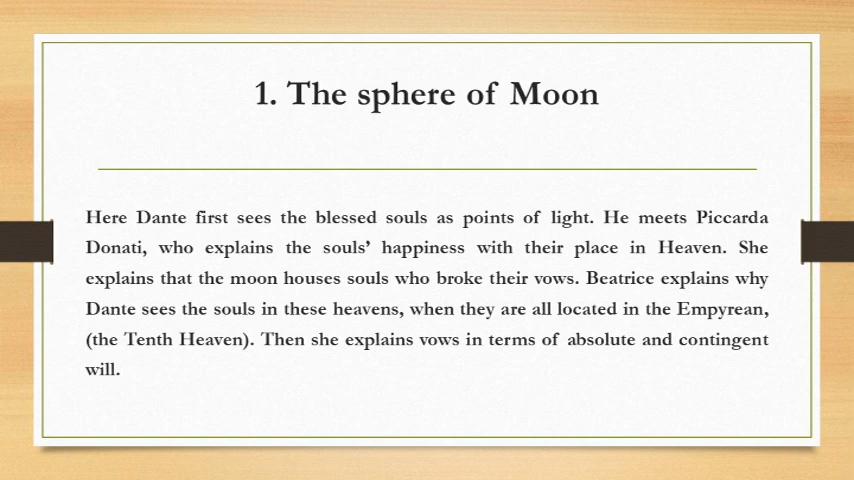 1. The sphere of Moon
Here Dante first sees the blessed souls as points of light. He meets Piccarda
Donati, who explains the souls’ happiness with their place in Heaven. She
explains that the moon houses souls who broke their vows. Beatrice explains why
Dante sees the souls in these heavens, when they are all located in the Empyrean,
(the Tenth Heaven). Then she explains vows in terms of absolute and contingent
will.